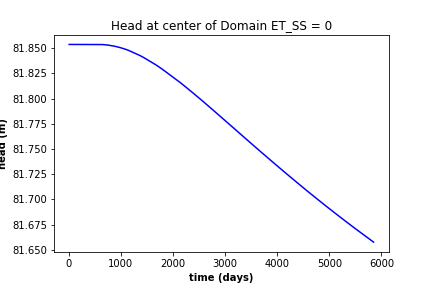 Head at center of Domain ET_SS = 0
81.850
81.825
81.800
81.775
81.750
81.725
81.700
81.675
81.650
head (m)
0 1000 2000 3000 4000 5000 6000
time (days)